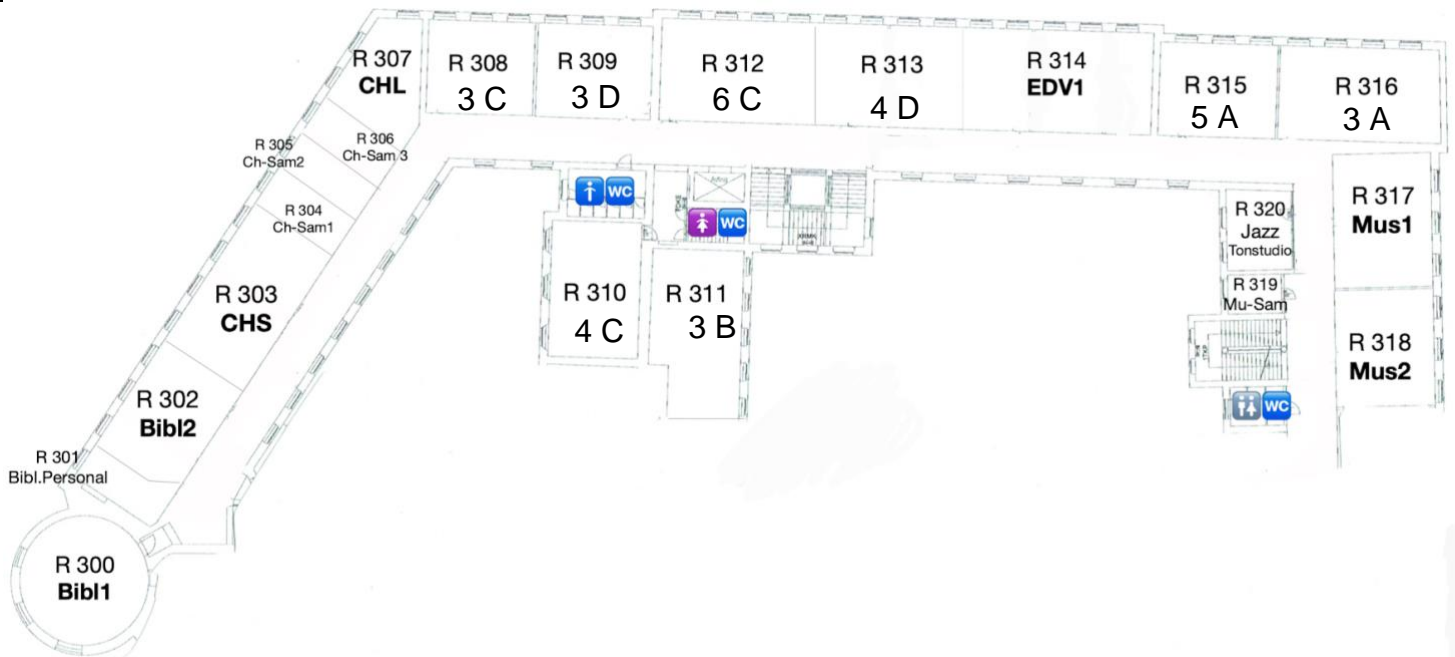 R 307
CHL
R 308
3 C
R 309
3 D
R 312
6 C
R 313
4 D
R 314
EDV1
R 315
5 A
R 316
3 A
R 305
Ch-Sam2
R 306
Ch-Sam 3
R 304
Ch-Sam1
WC
WC
R 317
Mus1
R 320
Jazz
Tonstudio
R 303
CHS
R 310
4 C
R 311
3 B
R 319
Mu-Sam
R 318
Mus2
R 302
Bibl2
WC
R 301
Bibl.Personal
R 300
Bibl1